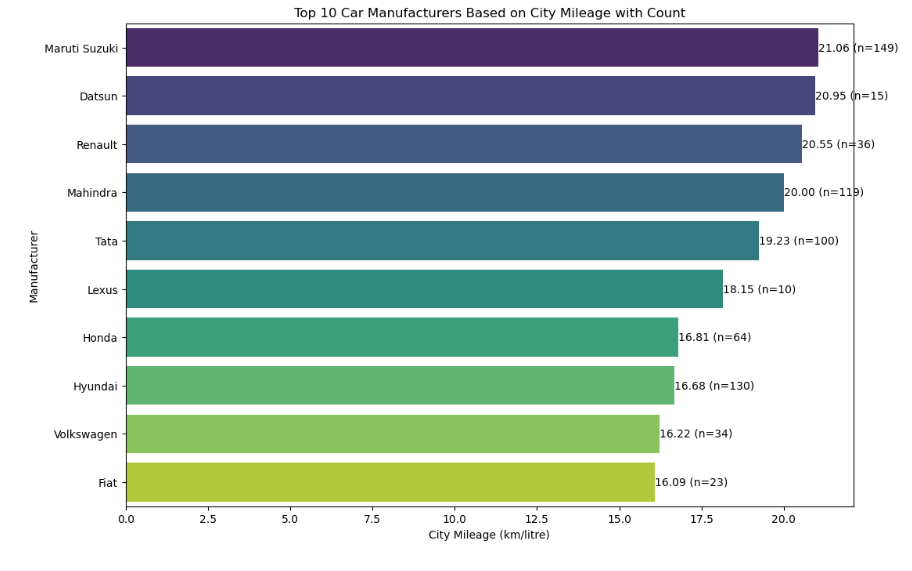 Top 10 Car Manufacturers Based on City Mileage with Count
Manufacturer
Maruti Suzuki 21.06 (n=149)
Datsun 20.95 (n=15)
Renault 20.55 (n=36)
Mahindra 20.00 (n=119)
Tata 19.23 (n=100)
Lexus 18.15 (n=10)
Honda 16.81 (n=64)
Hyundai 16.68 (n=130)
Volkswagen 16.22 (n=34)
Fiat 16.09 (n=23)
0.0 2.5 5.0 7.5 10.0 12.5 15.0 17.5 20.0
City Mileage (km/litre)